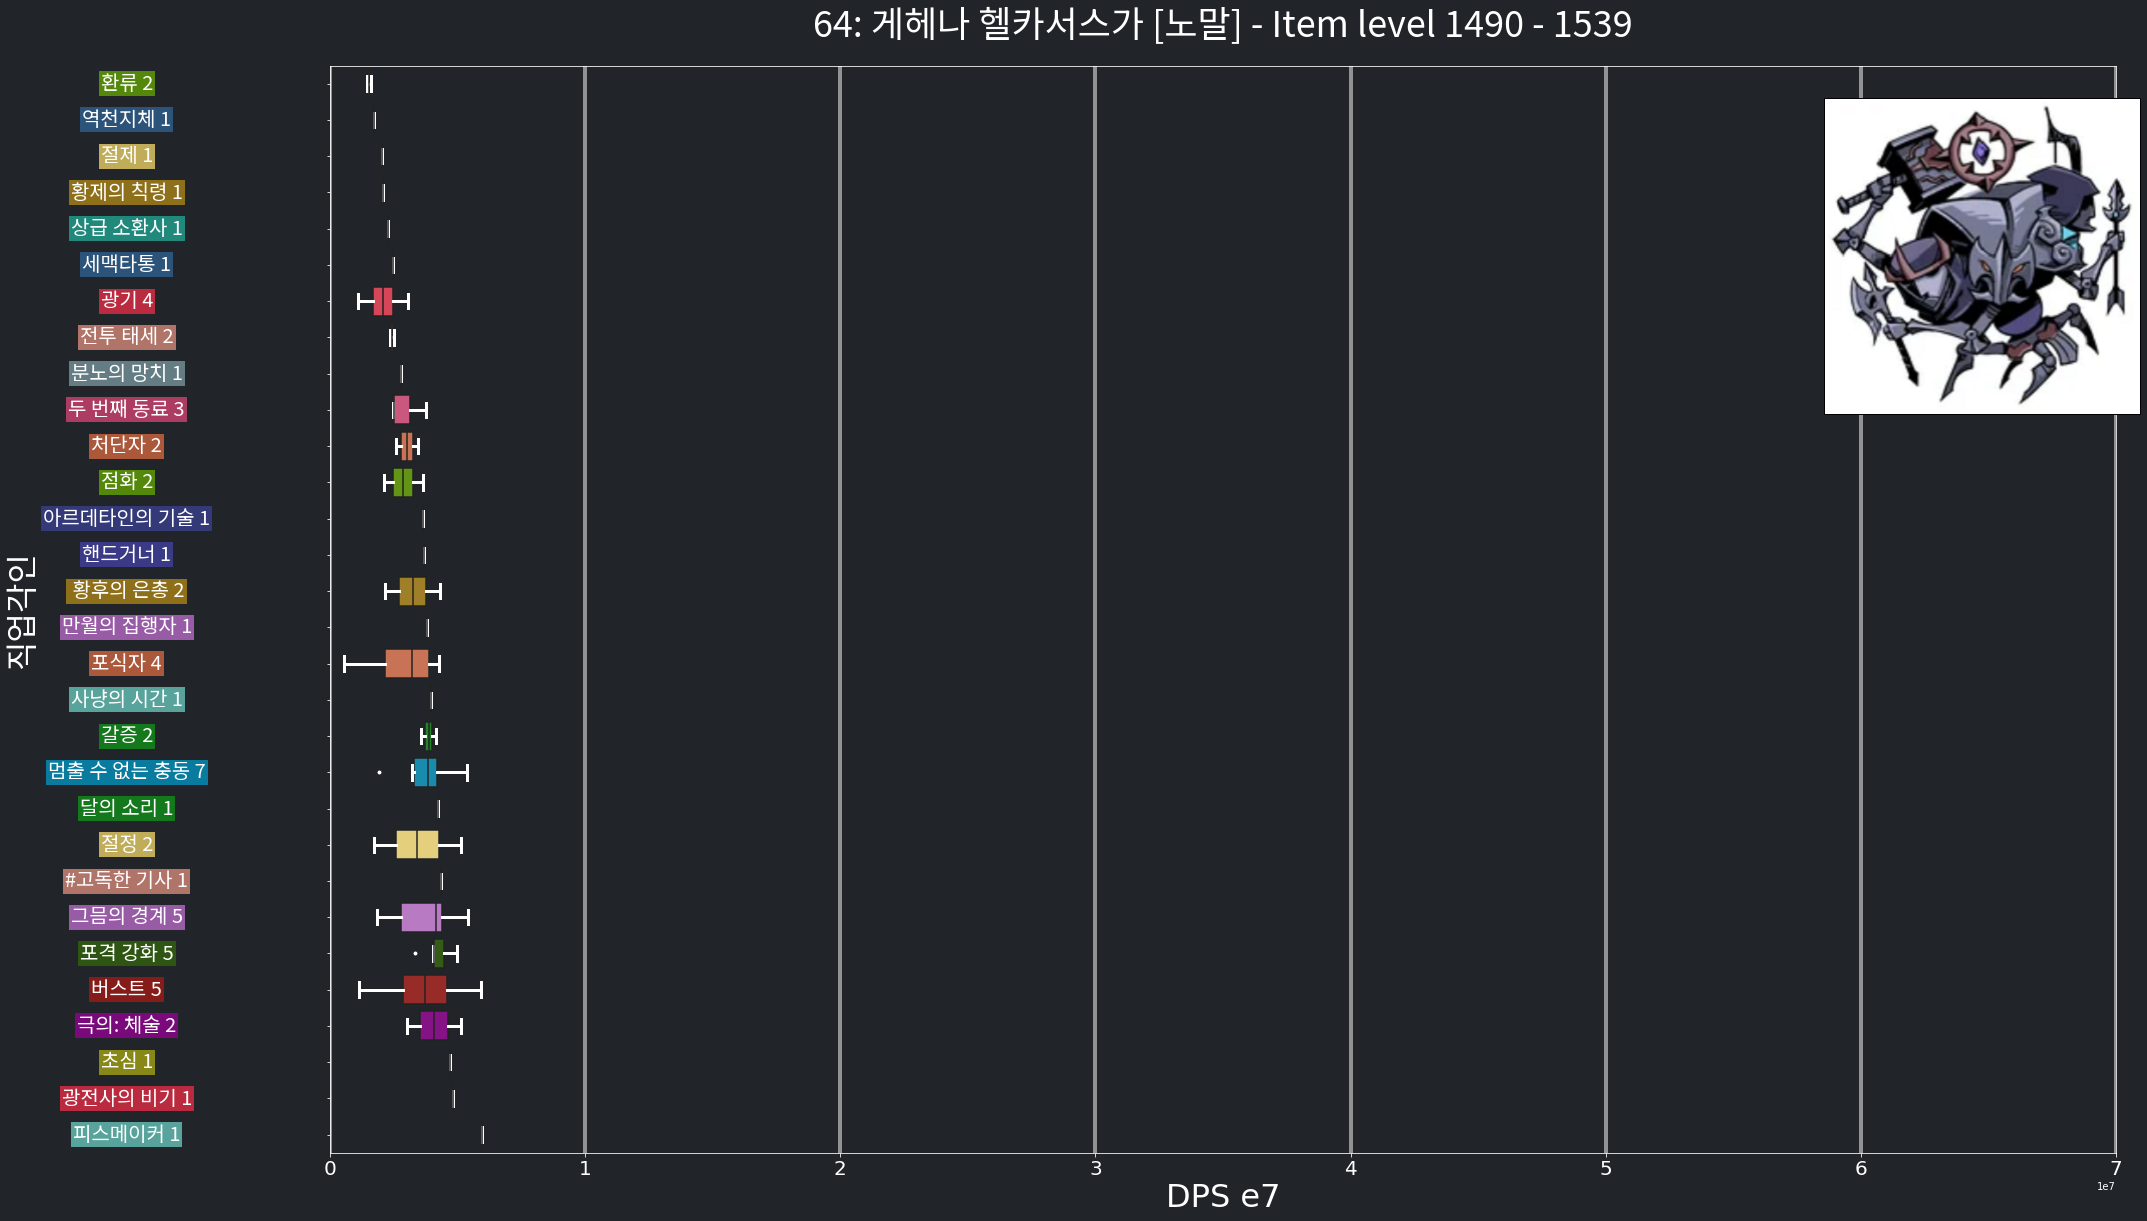 64: 게헤나 헬카서스가 [노말] - Item level 1490 - 1539
환류 2
역천지체 1
절제 1
황제의 칙령 1
상급 소환사 1
세맥타통 1
광기 4
전투 태세 2
분노의 망치 1
두 번째 동료 3
처단자 2
점화 2
아르데타인의 기술 1
핸드거너 1
황후의 은총 2
만월의 집행자 1
포식자 4
사냥의 시간 1
갈증 2
멈출 수 없는 충동 7
달의 소리 1
절정 2
#고독한 기사 1
그믐의 경계 5
포격 강화 5
버스트 5
극의: 체술 2
초심 1
광전사의 비기 1
피스메이커 1
직업각인
0 1 2 3 4 5 6 7
1e7
DPS e7